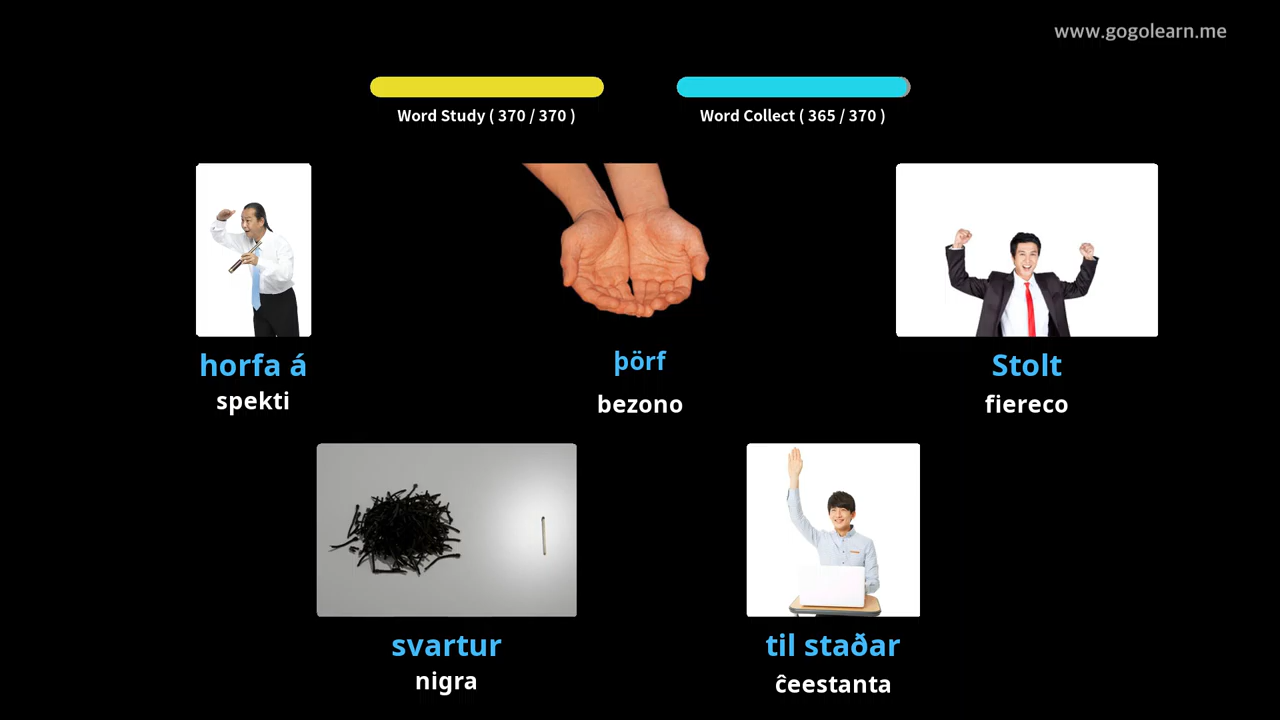 www.gogolearn.me
Word Study ( 370 / 370 )
Word Collect ( 365 / 370 )
horfa á
spekti
þörf
bezono
Stolt
fiereco
svartur
nigra
til staðar
ĉeestanta